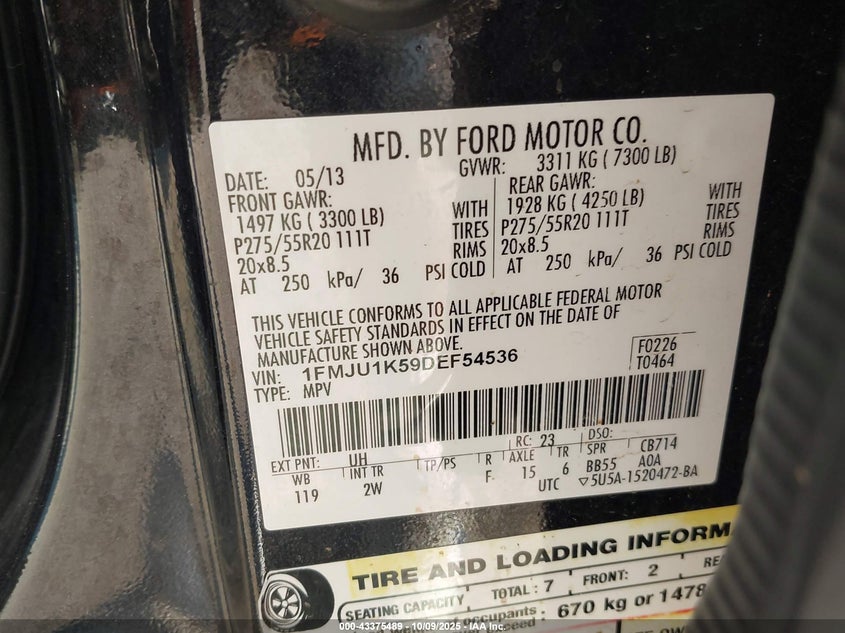 MFD. BY FORD MOTOR CO.
DATE: 05/13
GVWR: 3311 KG ( 7300 LB)
FRONT GAWR:
1497 KG ( 3300 LB)
P275/55R20 111T
20x8.5
AT 250 kPa/ 36 PSI COLD
WITH
TIRES
RIMS
REAR GAWR:
1928 KG ( 4250 LB)
P275/55R20 111T
20x8.5
AT 250 kPa/ 36 PSI COLD
WITH
TIRES
RIMS
THIS VEHICLE CONFORMS TO ALL APPLICABLE FEDERAL MOTOR
VEHICLE SAFETY STANDARDS IN EFFECT ON THE DATE OF
MANUFACTURE SHOWN ABOVE.
VIN: 1FMJU1K59DEF54536
TYPE: MPV
F0226
T0464
EXT PNT: UH
RC: 23
DSO:
WB
INT TR
TP/PS
R
AXLE
TR
SPR
CB714
119
2W
F
15
6
BB55
A0A
UTC ▽5U5A-1520472-BA
TIRE AND LOADING INFORMA
SEATING CAPACITY TOTAL: 7 FRONT: 2
670 kg or 1478
000-43375489 - 10/09/2025 - IAA Inc.